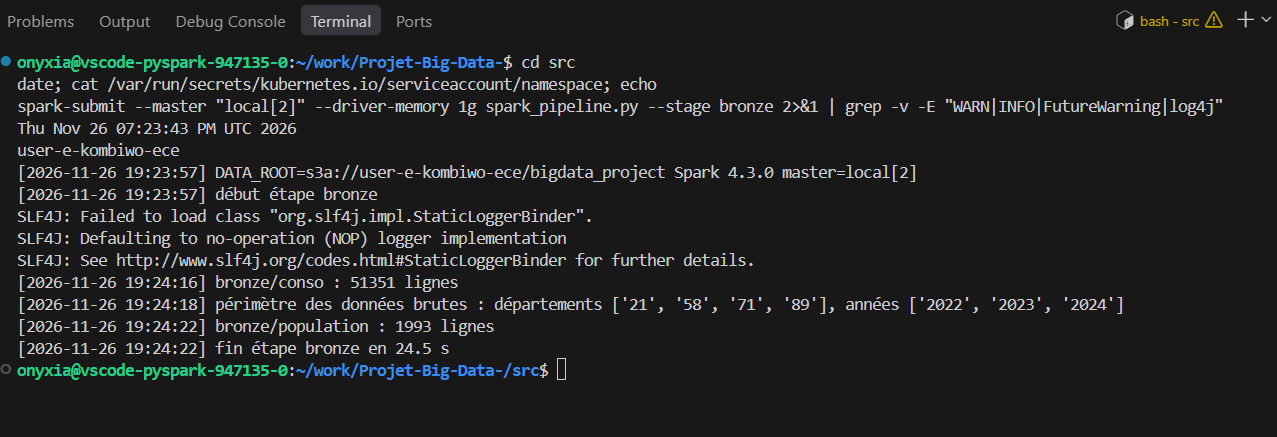 Problems Output Debug Console Terminal Ports bash - src
onyxia@vscode-pyspark-947135-0:~/work/Projet-Big-Data-$ cd src
date; cat /var/run/secrets/kubernetes.io/serviceaccount/namespace; echo
spark-submit --master "local[2]" --driver-memory 1g spark_pipeline.py --stage bronze 2>&1 | grep -v -E "WARN|INFO|FutureWarning|log4j"
Thu Nov 26 07:23:43 PM UTC 2026
user-e-kombiwo-ece
[2026-11-26 19:23:57] DATA_ROOT=s3a://user-e-kombiwo-ece/bigdata_project Spark 4.3.0 master=local[2]
[2026-11-26 19:23:57] début étape bronze
SLF4J: Failed to load class "org.slf4j.impl.StaticLoggerBinder".
SLF4J: Defaulting to no-operation (NOP) logger implementation
SLF4J: See http://www.slf4j.org/codes.html#StaticLoggerBinder for further details.
[2026-11-26 19:24:16] bronze/conso : 51351 lignes
[2026-11-26 19:24:18] périmètre des données brutes : départements ['21', '58', '71', '89'], années ['2022', '2023', '2024']
[2026-11-26 19:24:22] bronze/population : 1993 lignes
[2026-11-26 19:24:22] fin étape bronze en 24.5 s
onyxia@vscode-pyspark-947135-0:~/work/Projet-Big-Data-/src$